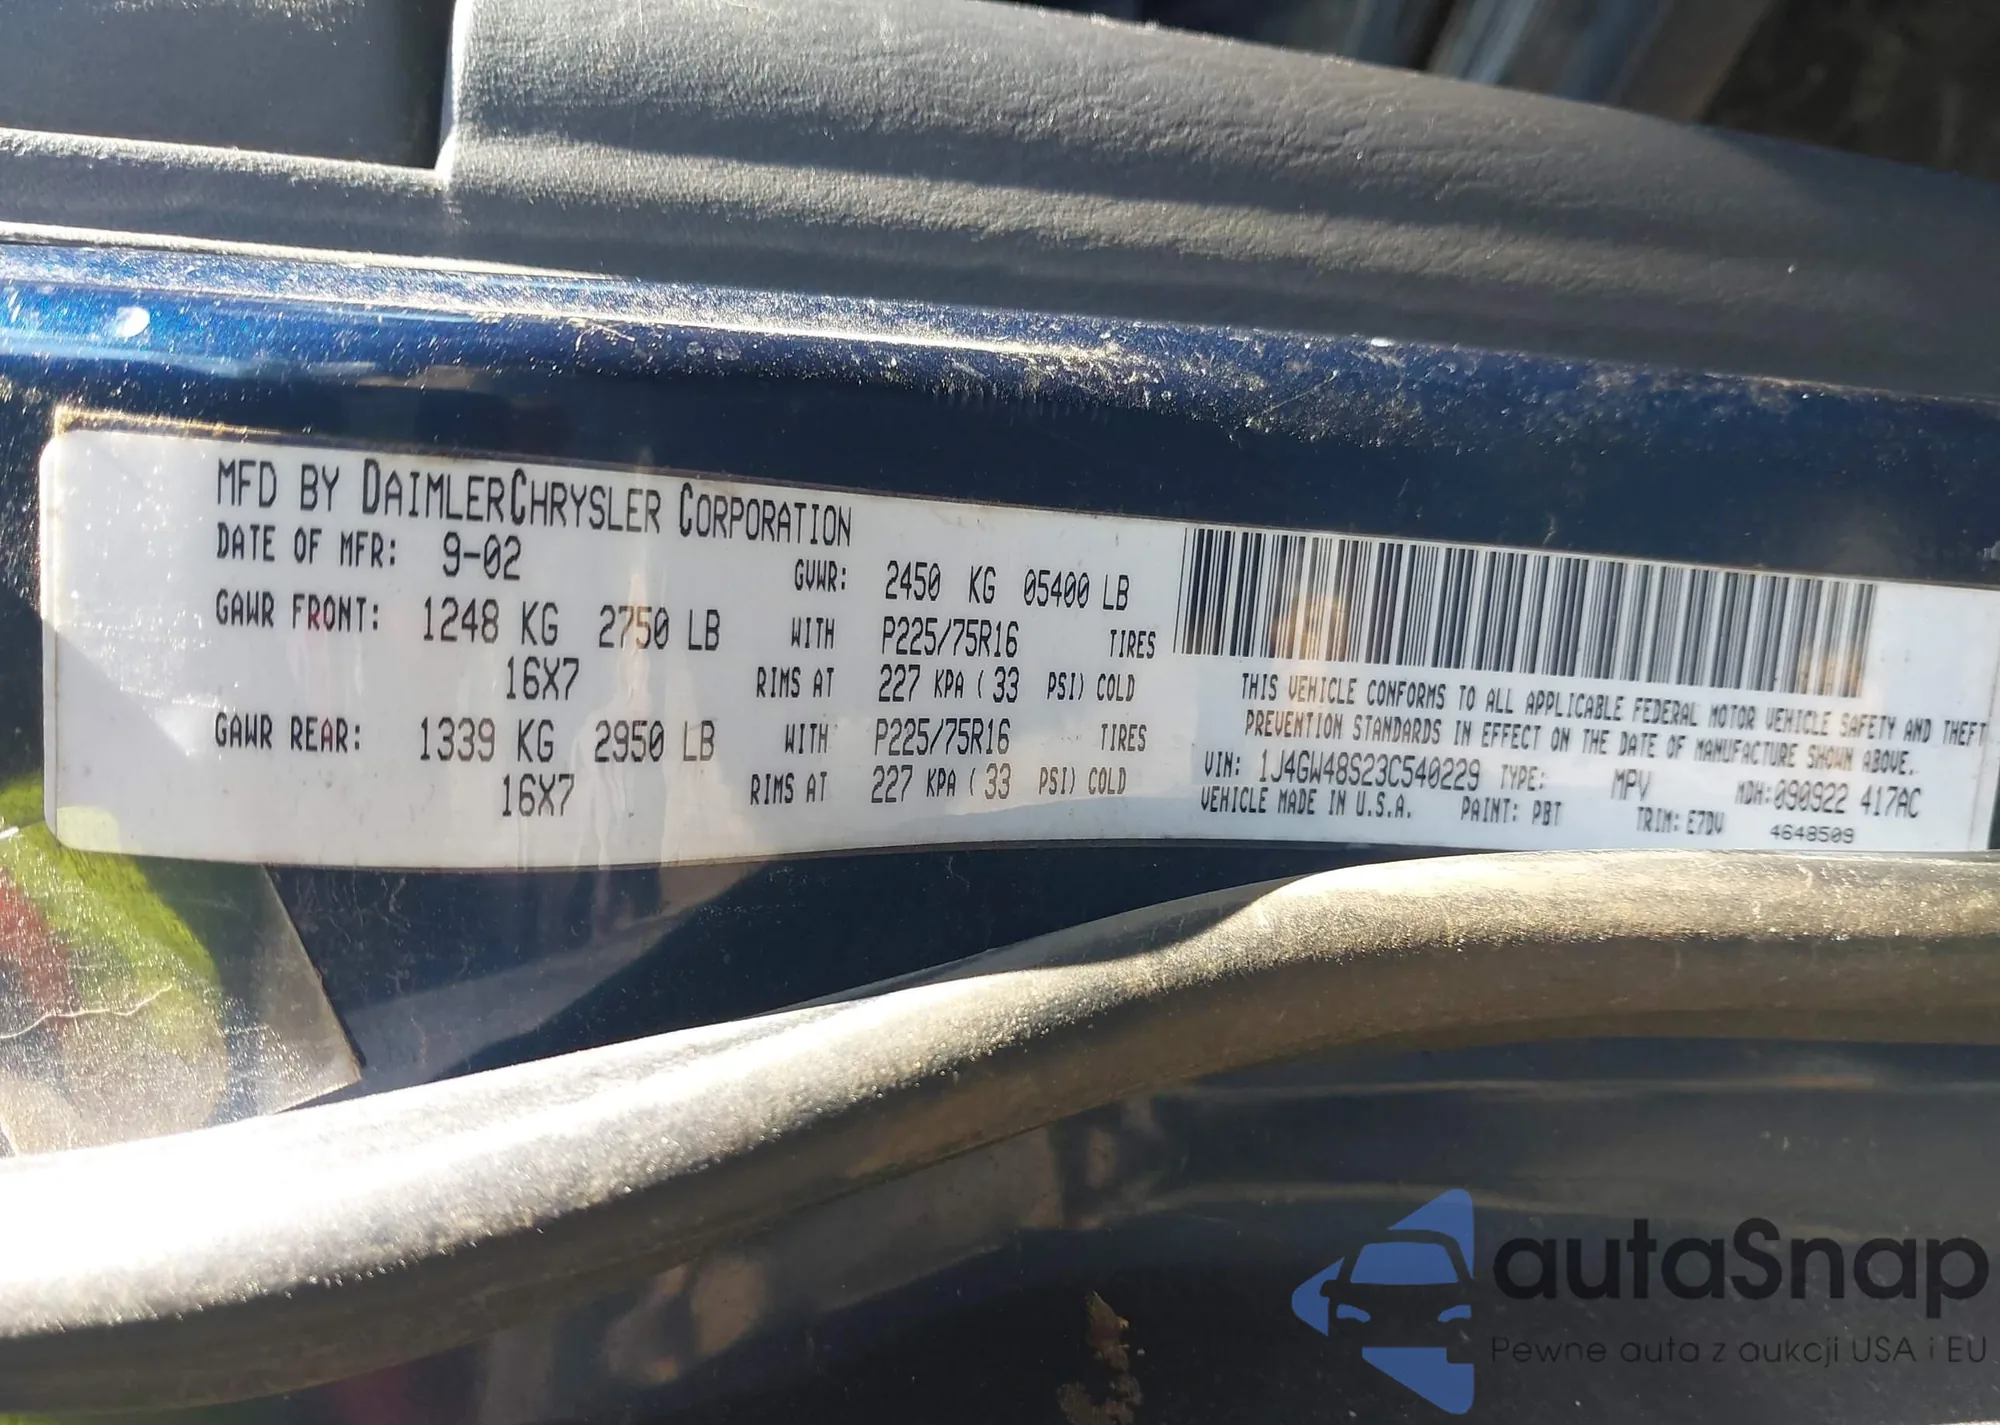 MFD BY DAIMLERCHRYSLER CORPORATION
DATE OF MFR: 9-02 GVWR: 2450 KG 05400 LB
GAWR FRONT: 1248 KG 2750 LB WITH P225/75R16 TIRES
16X7 RIMS AT 227 KPA (33 PSI) COLD
GAWR REAR: 1339 KG 2950 LB WITH P225/75R16 TIRES
16X7 RIMS AT 227 KPA (33 PSI) COLD
THIS VEHICLE CONFORMS TO ALL APPLICABLE FEDERAL MOTOR VEHICLE SAFETY AND THEFT
PREVENTION STANDARDS IN EFFECT ON THE DATE OF MANUFACTURE SHOWN ABOVE.
VIN: 1J4GW48S23C540229 TYPE: MPV MDH:090922 417AC
VEHICLE MADE IN U.S.A. PAINT: PBT TRIM: E7DV 4648509
autaSnap
Pewne auta z aukcji USA i EU